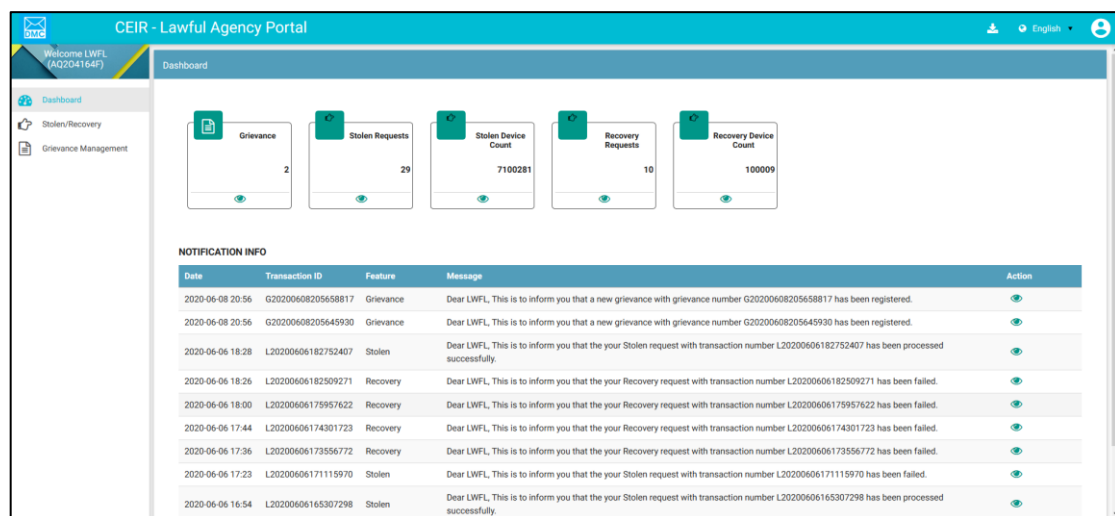 DMC
CEIR - Lawful Agency Portal
English
Welcome LWFL
(AQ204164F)
Dashboard
Dashboard
Stolen/Recovery
Grievance Management
Grievance
2
Stolen Requests
29
Stolen Device
Count
7100281
Recovery
Requests
10
Recovery Device
Count
100009
NOTIFICATION INFO
Date Transaction ID Feature Message Action
2020-06-08 20:56 G20200608205658817 Grievance Dear LWFL, This is to inform you that a new grievance with grievance number G20200608205658817 has been registered.
2020-06-08 20:56 G20200608205645930 Grievance Dear LWFL, This is to inform you that a new grievance with grievance number G20200608205645930 has been registered.
2020-06-06 18:28 L20200606182752407 Stolen Dear LWFL, This is to inform you that the your Stolen request with transaction number L20200606182752407 has been processed
successfully.
2020-06-06 18:26 L20200606182509271 Recovery Dear LWFL, This is to inform you that the your Recovery request with transaction number L20200606182509271 has been failed.
2020-06-06 18:00 L20200606175957622 Recovery Dear LWFL, This is to inform you that the your Recovery request with transaction number L20200606175957622 has been failed.
2020-06-06 17:44 L20200606174301723 Recovery Dear LWFL, This is to inform you that the your Recovery request with transaction number L20200606174301723 has been failed.
2020-06-06 17:36 L20200606173556772 Recovery Dear LWFL, This is to inform you that the your Recovery request with transaction number L20200606173556772 has been failed.
2020-06-06 17:23 L20200606171115970 Stolen Dear LWFL, This is to inform you that the your Stolen request with transaction number L20200606171115970 has been failed.
2020-06-06 16:54 L20200606165307298 Stolen Dear LWFL, This is to inform you that the your Stolen request with transaction number L20200606165307298 has been processed
successfully.